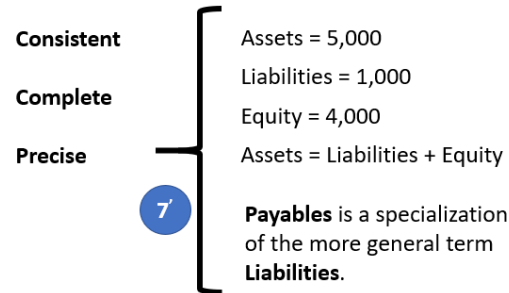 Consistent
Complete
Precise
7'
Assets = 5,000
Liabilities = 1,000
Equity = 4,000
Assets = Liabilities + Equity
Payables is a specialization
of the more general term
Liabilities.